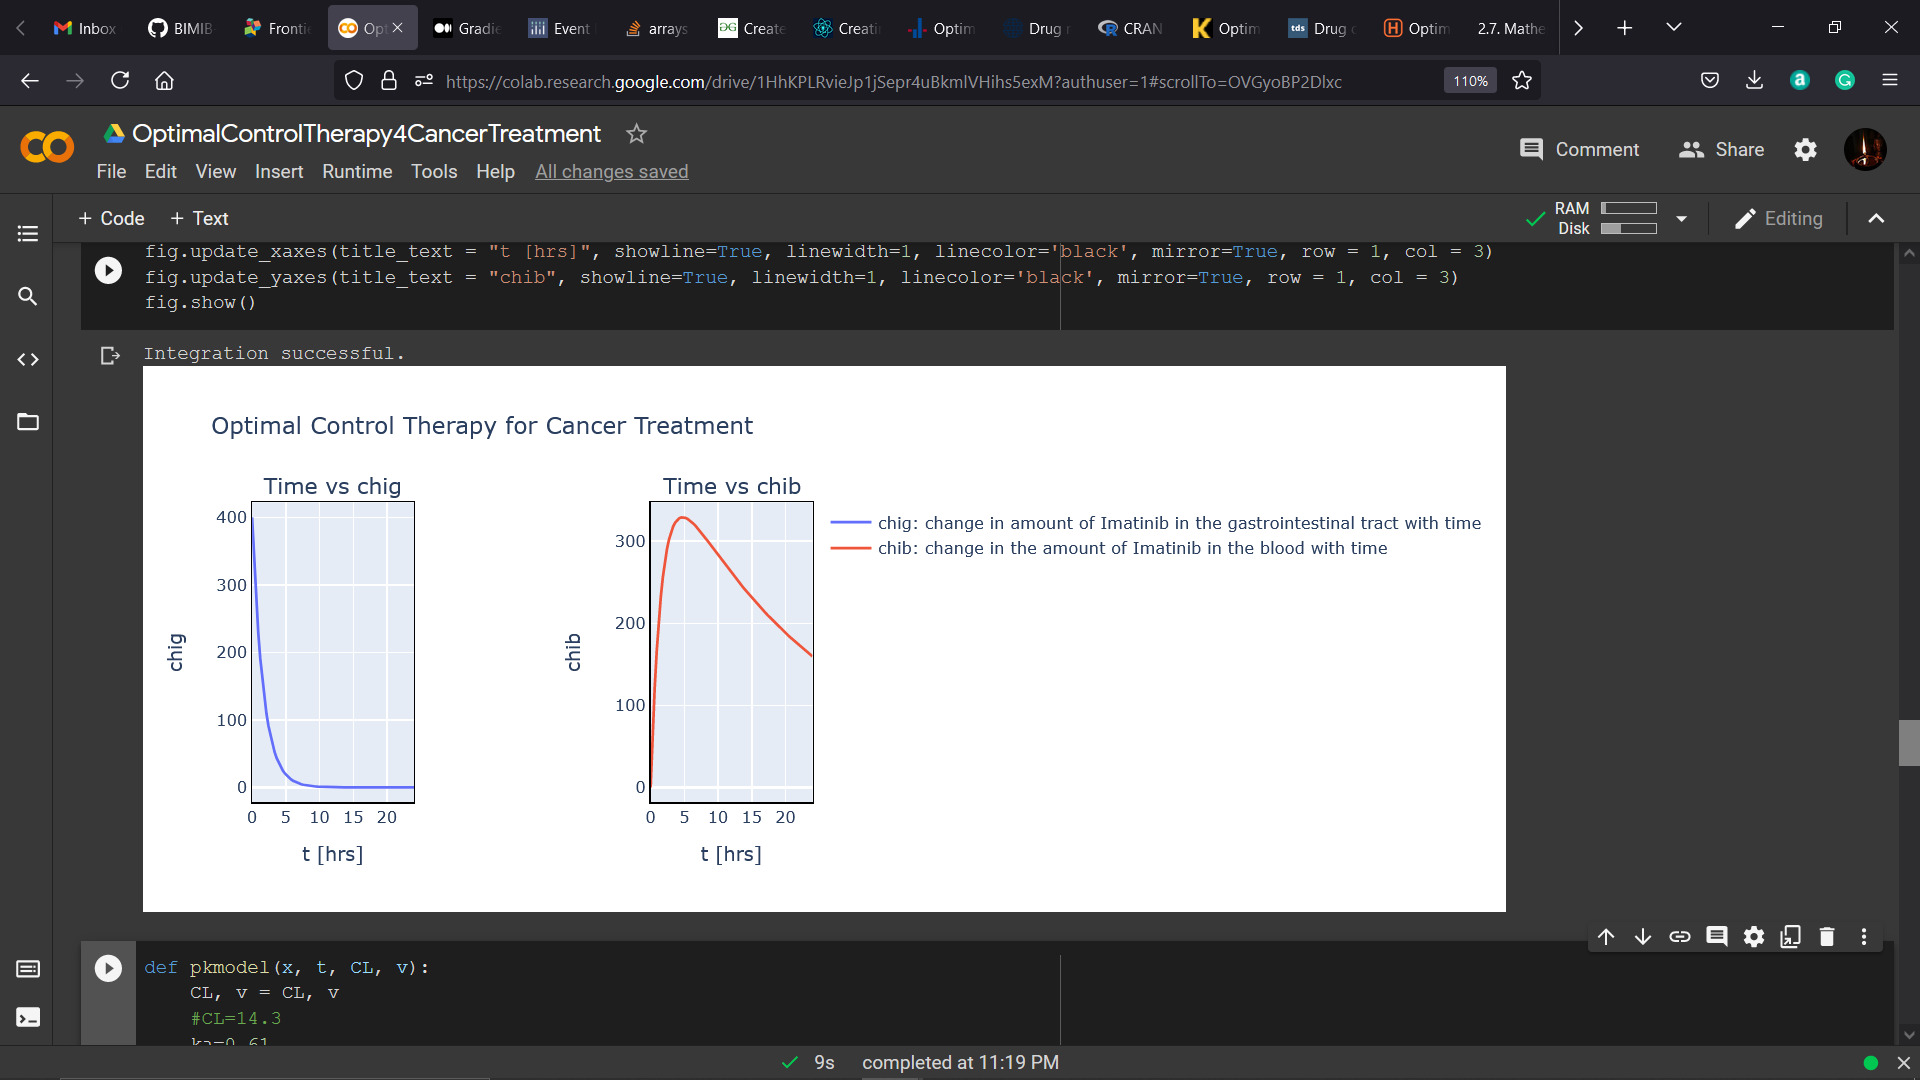 Inbox BIMIB Frontie Opt Gradie Event arrays Create Creatin Optim Drug r CRAN Optim Drug c Optim 2.7. Mathe
https://colab.research.google.com/drive/1HhKPLRvieJp1jSepr4uBkmlVHihs5exM?authuser=1#scrollTo=OVGyoBP2Dlxc 110%
OptimalControlTherapy4CancerTreatment
Comment Share
File Edit View Insert Runtime Tools Help All changes saved
+ Code + Text
RAM
Disk
Editing
fig.update_xaxes(title_text = "t [hrs]", showline=True, linewidth=1, linecolor='black', mirror=True, row = 1, col = 3)
fig.update_yaxes(title_text = "chib", showline=True, linewidth=1, linecolor='black', mirror=True, row = 1, col = 3)
fig.show()
Integration successful.
Optimal Control Therapy for Cancer Treatment
Time vs chig
400
300
200
100
0
chig
0 5 10 15 20
t [hrs]
Time vs chib
300
200
100
0
chib
0 5 10 15 20
t [hrs]
chig: change in amount of Imatinib in the gastrointestinal tract with time
chib: change in the amount of Imatinib in the blood with time
def pkmodel(x, t, CL, v):
CL, v = CL, v
#CL=14.3
ka=0.61
9s completed at 11:19 PM